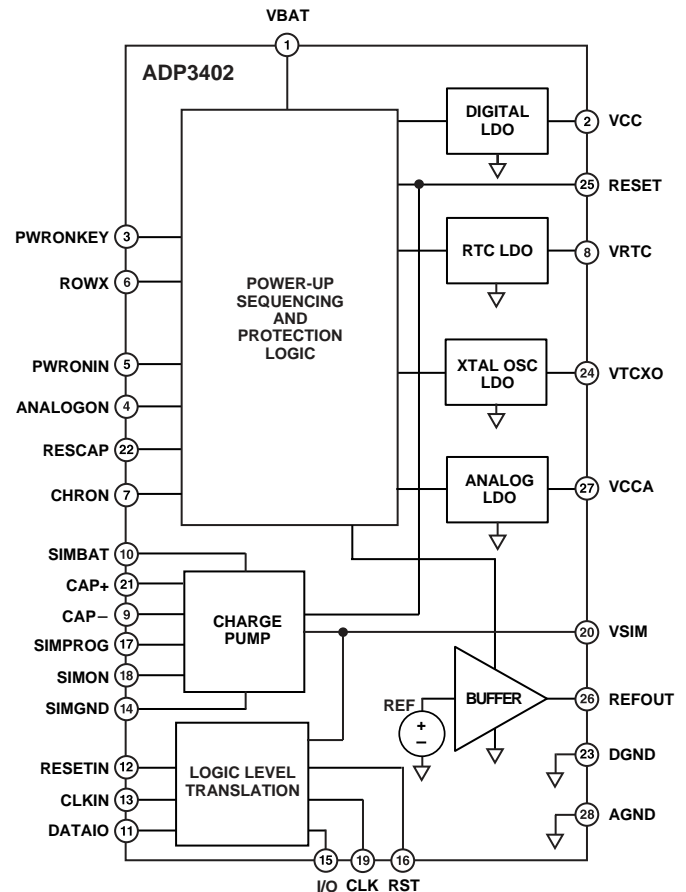 VBAT
1
ADP3402
DIGITAL
LDO
2 VCC
25 RESET
PWRONKEY 3
ROWX 6
RTC LDO
8 VRTC
POWER-UP
SEQUENCING
AND
PROTECTION
LOGIC
PWRONIN 5
ANALOGON 4
RESCAP 22
CHRON 7
XTAL OSC
LDO
24 VTCXO
ANALOG
LDO
27 VCCA
SIMBAT 10
CAP+ 21
CAP– 9
SIMPROG 17
SIMON 18
SIMGND 14
CHARGE
PUMP
20 VSIM
REF
+
–
BUFFER
26 REFOUT
23 DGND
28 AGND
RESETIN 12
CLKIN 13
DATAIO 11
LOGIC LEVEL
TRANSLATION
15 19 16
I/O CLK RST